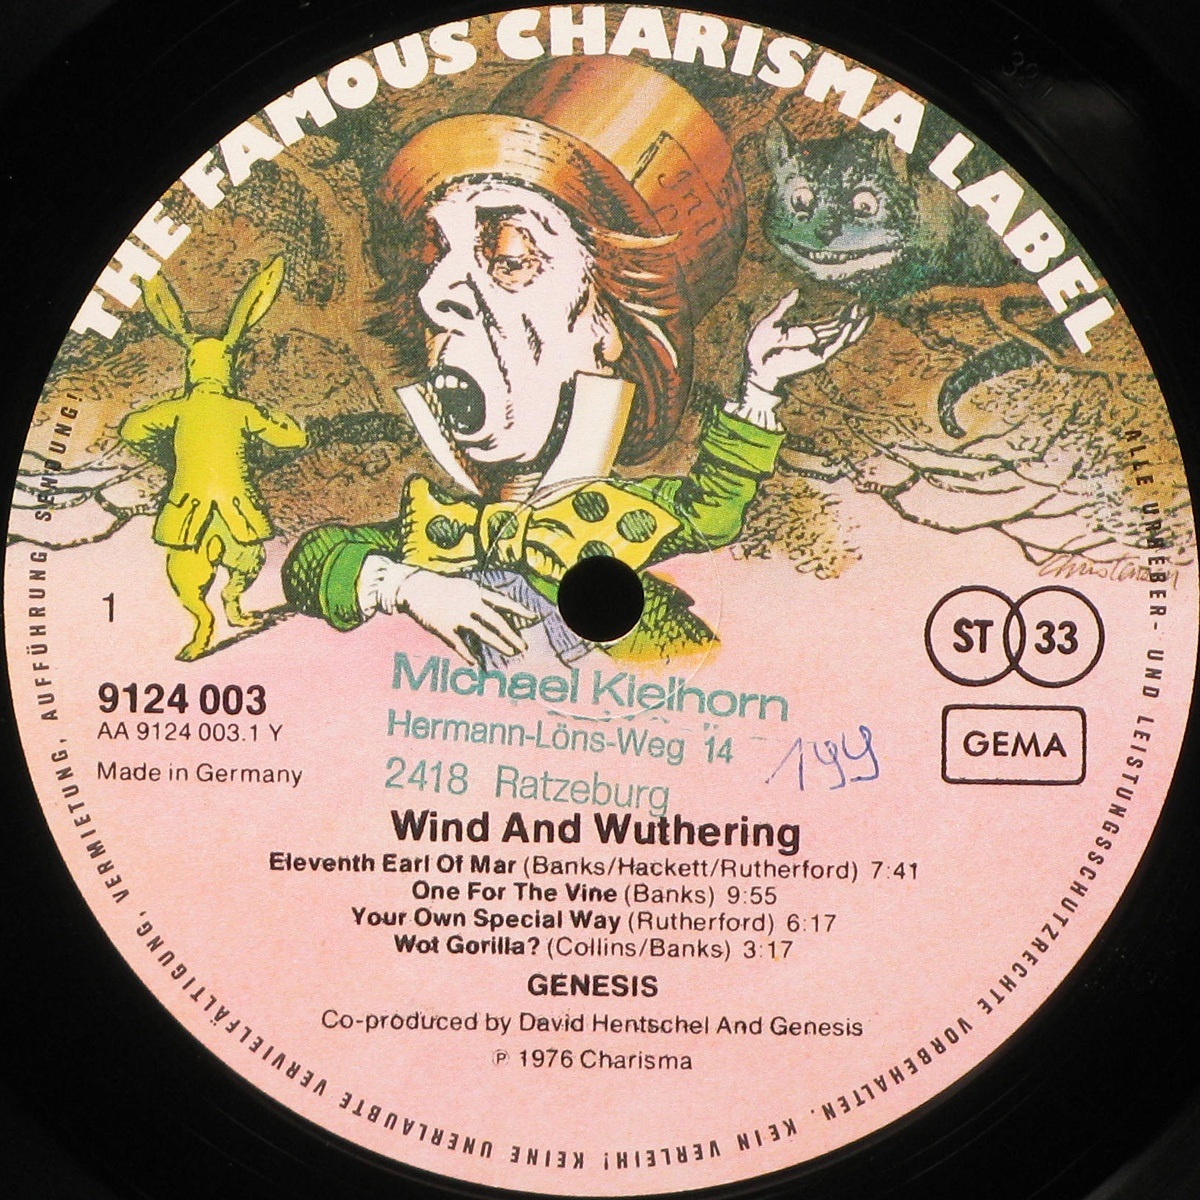 THE FAMOUS CHARISMA LABEL
1
ST 33
9124 003
AA 9124 003.1 Y
Made in Germany
GEMA
Michael Kielhorn
Hermann-Löns-Weg 14
2418 Ratzeburg
199
Wind And Wuthering
Eleventh Earl Of Mar (Banks/Hackett/Rutherford) 7:41
One For The Vine (Banks) 9:55
Your Own Special Way (Rutherford) 6:17
Wot Gorilla? (Collins/Banks) 3:17
GENESIS
Co-produced by David Hentschel And Genesis
℗ 1976 Charisma
ALLE URHEBER- UND LEISTUNGSSCHUTZRECHTE VORBEHALTEN. KEIN VERLEIH! KEINE UNERLAUBTE VERVIELFÄLTIGUNG, VERMIETUNG, AUFFÜHRUNG, SENDUNG!